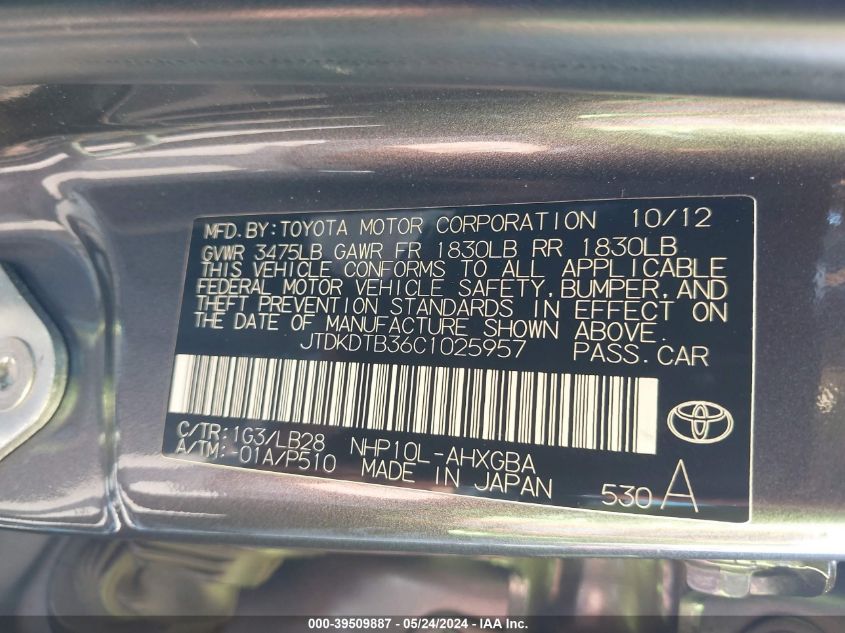 MFD.BY:TOYOTA MOTOR CORPORATION 10/12
GVWR 3475LB GAWR FR 1830LB RR 1830LB
THIS VEHICLE CONFORMS TO ALL APPLICABLE
FEDERAL MOTOR VEHICLE SAFETY,BUMPER,AND
THEFT PREVENTION STANDARDS IN EFFECT ON
THE DATE OF MANUFACTURE SHOWN ABOVE.
JTDKDTB36C1025957 PASS.CAR
C/TR:1G3/LB28 NHP10L-AHXGBA
A/TM:-01A/P510 MADE IN JAPAN
530 A
000-39509887 - 05/24/2024 - IAA Inc.